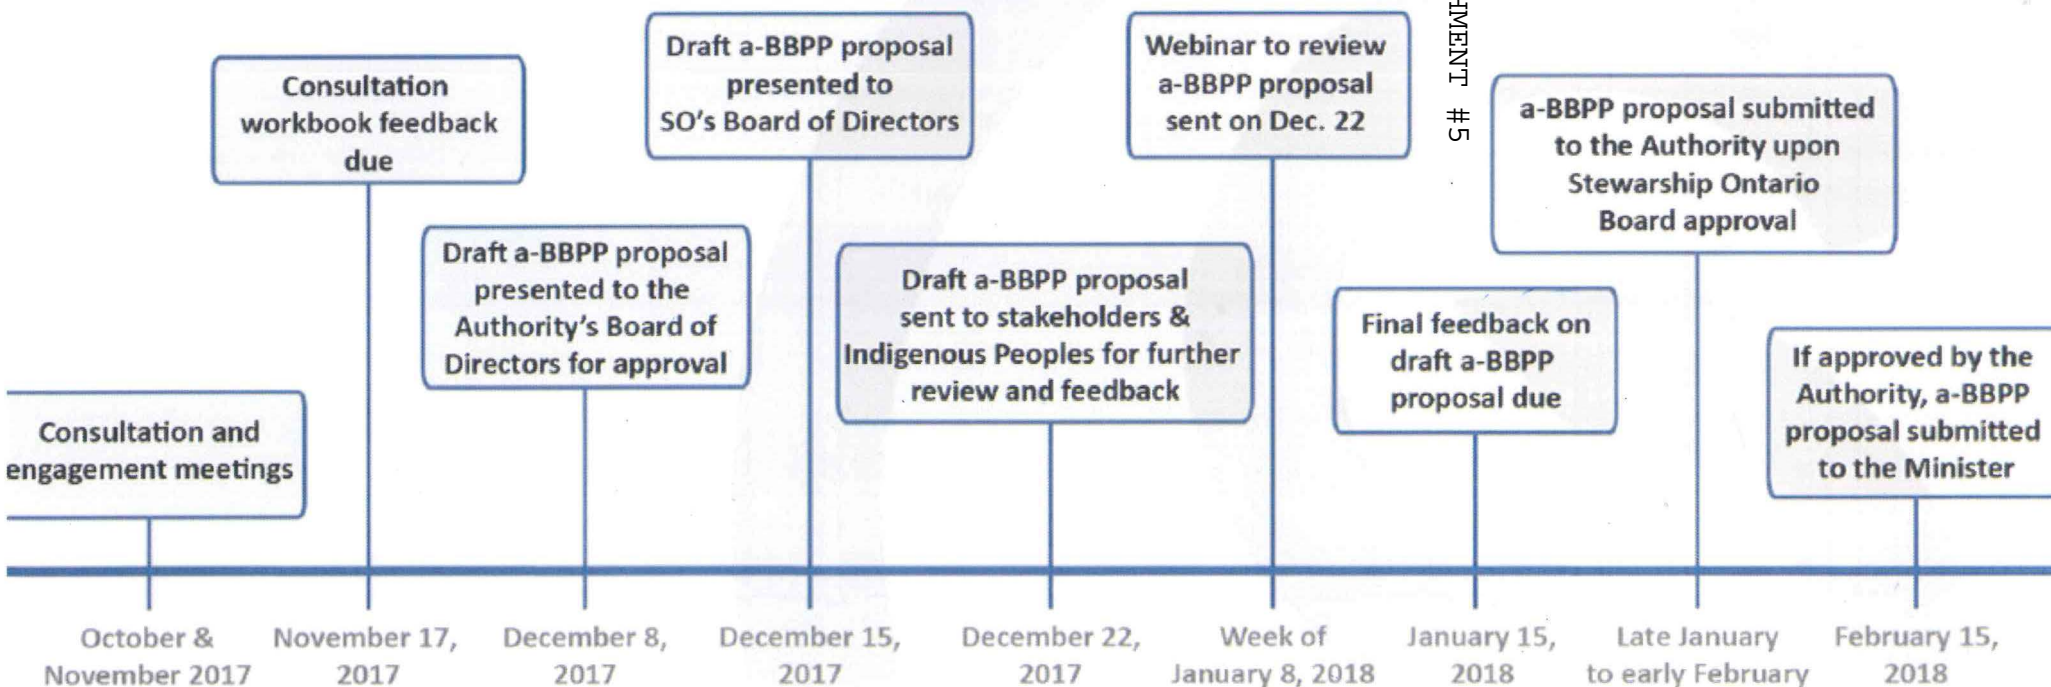 Consultation and
engagement meetings
October &
November 2017
Consultation
workbook feedback
due
November 17,
2017
Draft a-BBPP proposal
presented to the
Authority's Board of
Directors for approval
December 8,
2017
Draft a-BBPP proposal
presented to
SO's Board of Directors
December 15,
2017
Draft a-BBPP proposal
sent to stakeholders &
Indigenous Peoples for further
review and feedback
December 22,
2017
Webinar to review
a-BBPP proposal
sent on Dec. 22
Week of
January 8, 2018
HMENT #5
Final feedback on
draft a-BBPP
proposal due
January 15,
2018
a-BBPP proposal submitted
to the Authority upon
Stewarship Ontario
Board approval
Late January
to early February
If approved by the
Authority, a-BBPP
proposal submitted
to the Minister
February 15,
2018